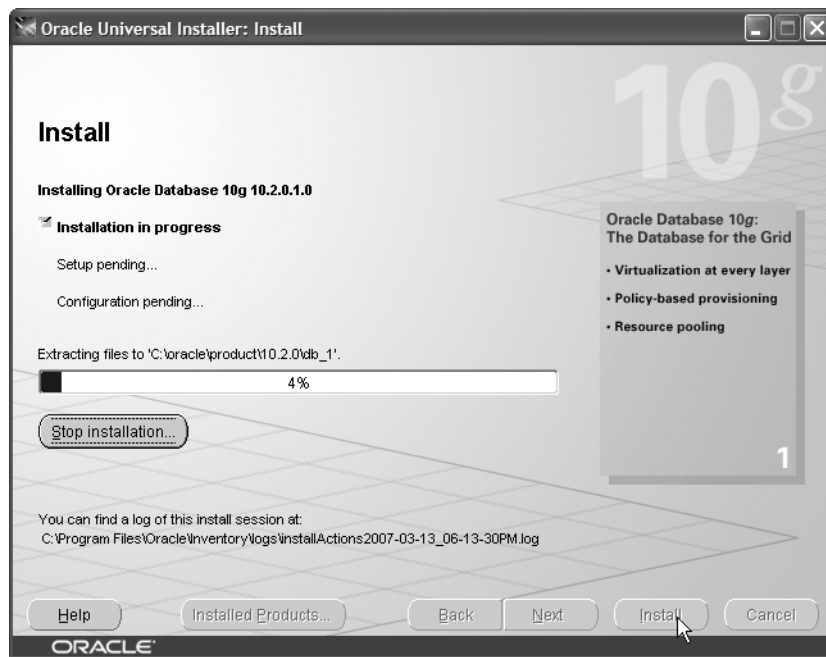 Oracle Universal Installer: Install
10g
Install
Installing Oracle Database 10g 10.2.0.1.0
Installation in progress
Setup pending...
Configuration pending...
Extracting files to 'C:\oracle\product\10.2.0\db_1'.
4%
Stop installation...
You can find a log of this install session at:
C:\Program Files\Oracle\Inventory\logs\installActions2007-03-13_06-13-30PM.log
Oracle Database 10g:
The Database for the Grid
• Virtualization at every layer
• Policy-based provisioning
• Resource pooling
1
Help
Installed Products...
Back
Next
Install
Cancel
ORACLE